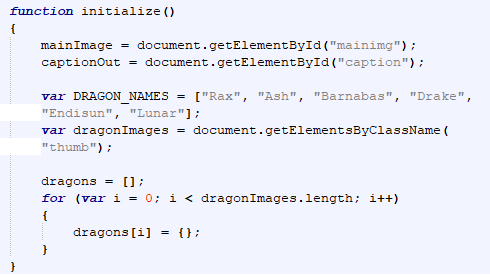 function initialize()
{
mainImage = document.getElementById("mainimg");
captionOut = document.getElementById("caption");
var DRAGON_NAMES = ["Rax", "Ash", "Barnabas", "Drake",
"Endisun", "Lunar"];
var dragonImages = document.getElementsByClassName(
"thumb");
dragons = [];
for (var i = 0; i < dragonImages.length; i++)
{
dragons[i] = {};
}
}